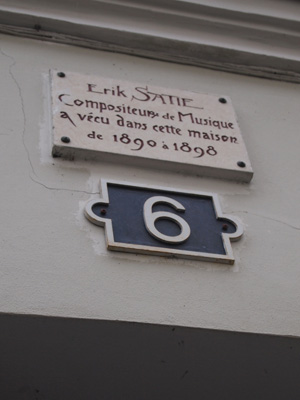 Erik SATIE
Compositeur de Musique
a vécu dans cette maison
de 1890 à 1898
6